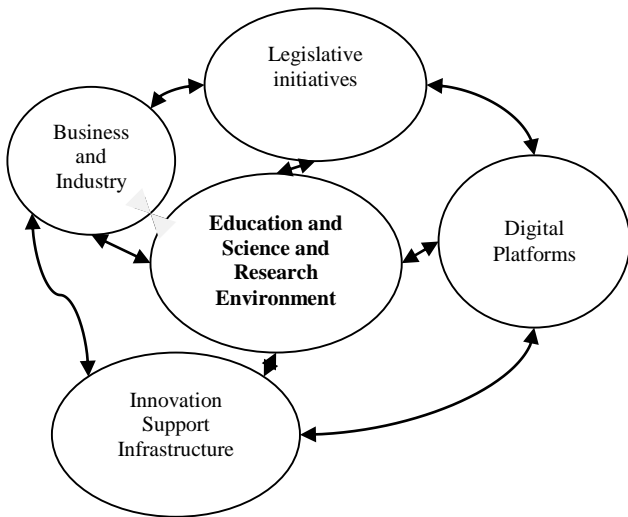 Legislative
initiatives
Business
and
Industry
Education and
Science and
Research
Environment
Digital
Platforms
Innovation
Support
Infrastructure